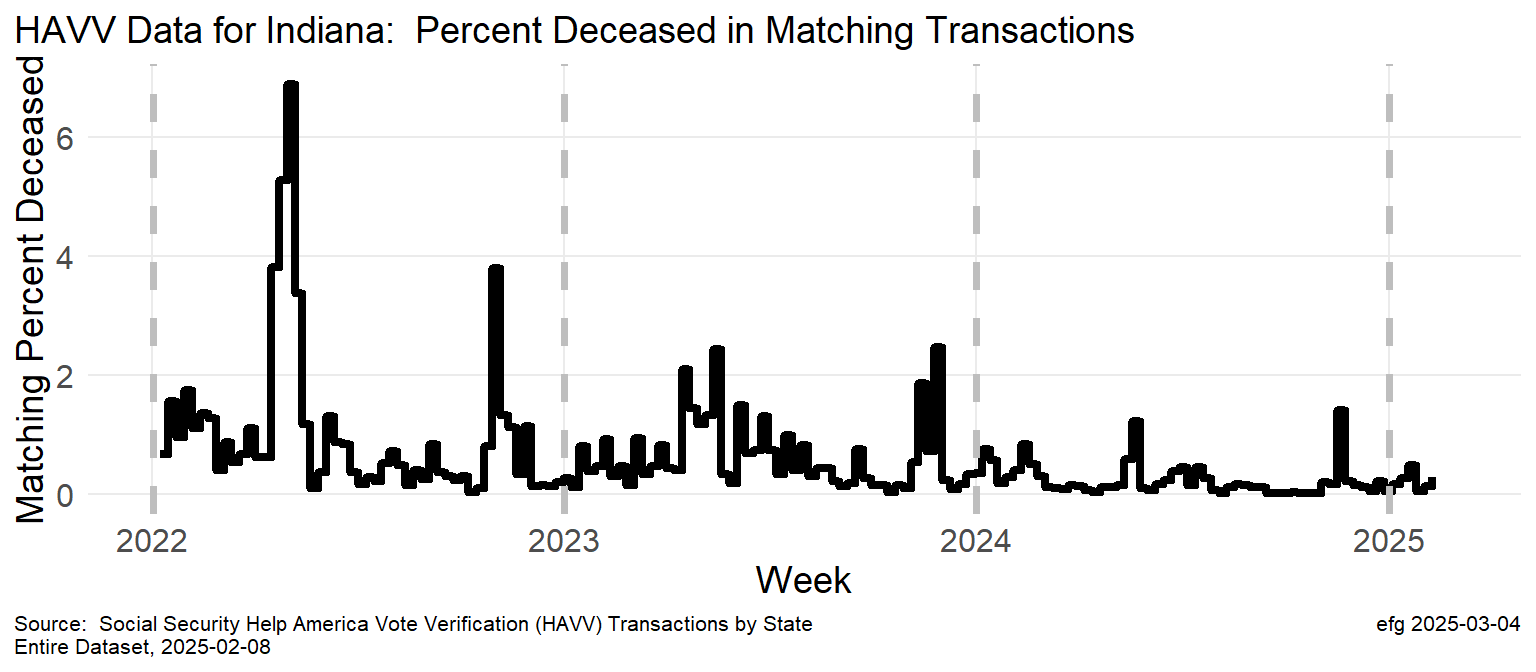 HAVV Data for Indiana:  Percent Deceased in Matching Transactions
Matching Percent Deceased
6
4
2
0
2022
2023
2024
2025
Week
Source:  Social Security Help America Vote Verification (HAVV) Transactions by State
Entire Dataset, 2025-02-08
efg 2025-03-04